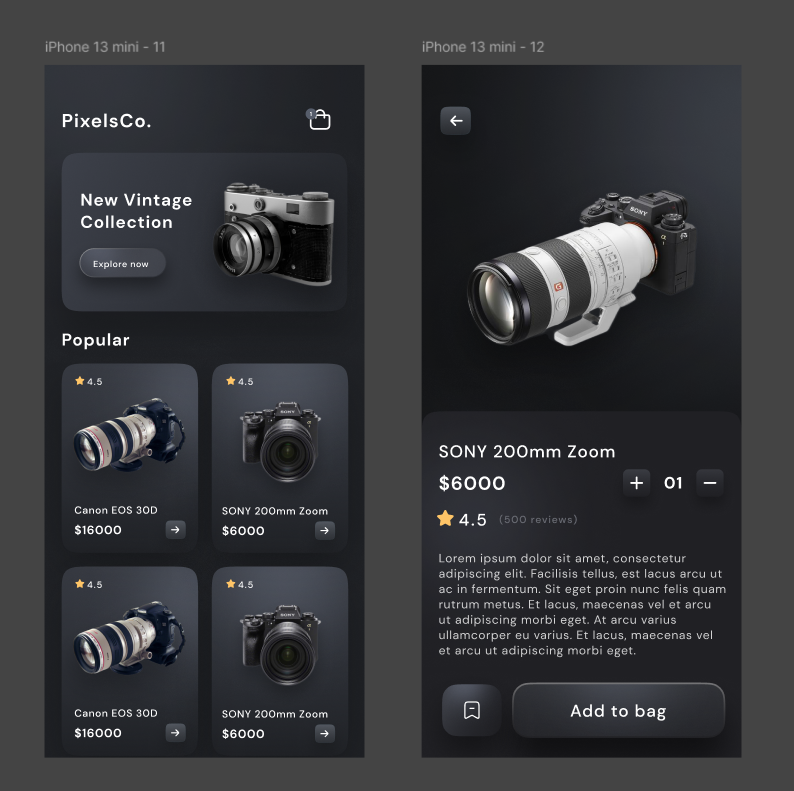 iPhone 13 mini - 11
PixelsCo.
1
New Vintage
Collection
Explore now
Popular
4.5
Canon EOS 30D
$16000
4.5
SONY 200mm Zoom
$6000
4.5
Canon EOS 30D
$16000
4.5
SONY 200mm Zoom
$6000
iPhone 13 mini - 12
SONY
G
SONY 200mm Zoom
$6000
01
4.5 (500 reviews)
Lorem ipsum dolor sit amet, consectetur
adipiscing elit. Facilisis tellus, est lacus arcu ut
ac in fermentum. Sit eget proin nunc felis quam
rutrum metus. Et lacus, maecenas vel et arcu
ut adipiscing morbi eget. At arcu varius
ullamcorper eu varius. Et lacus, maecenas vel
et arcu ut adipiscing morbi eget.
Add to bag